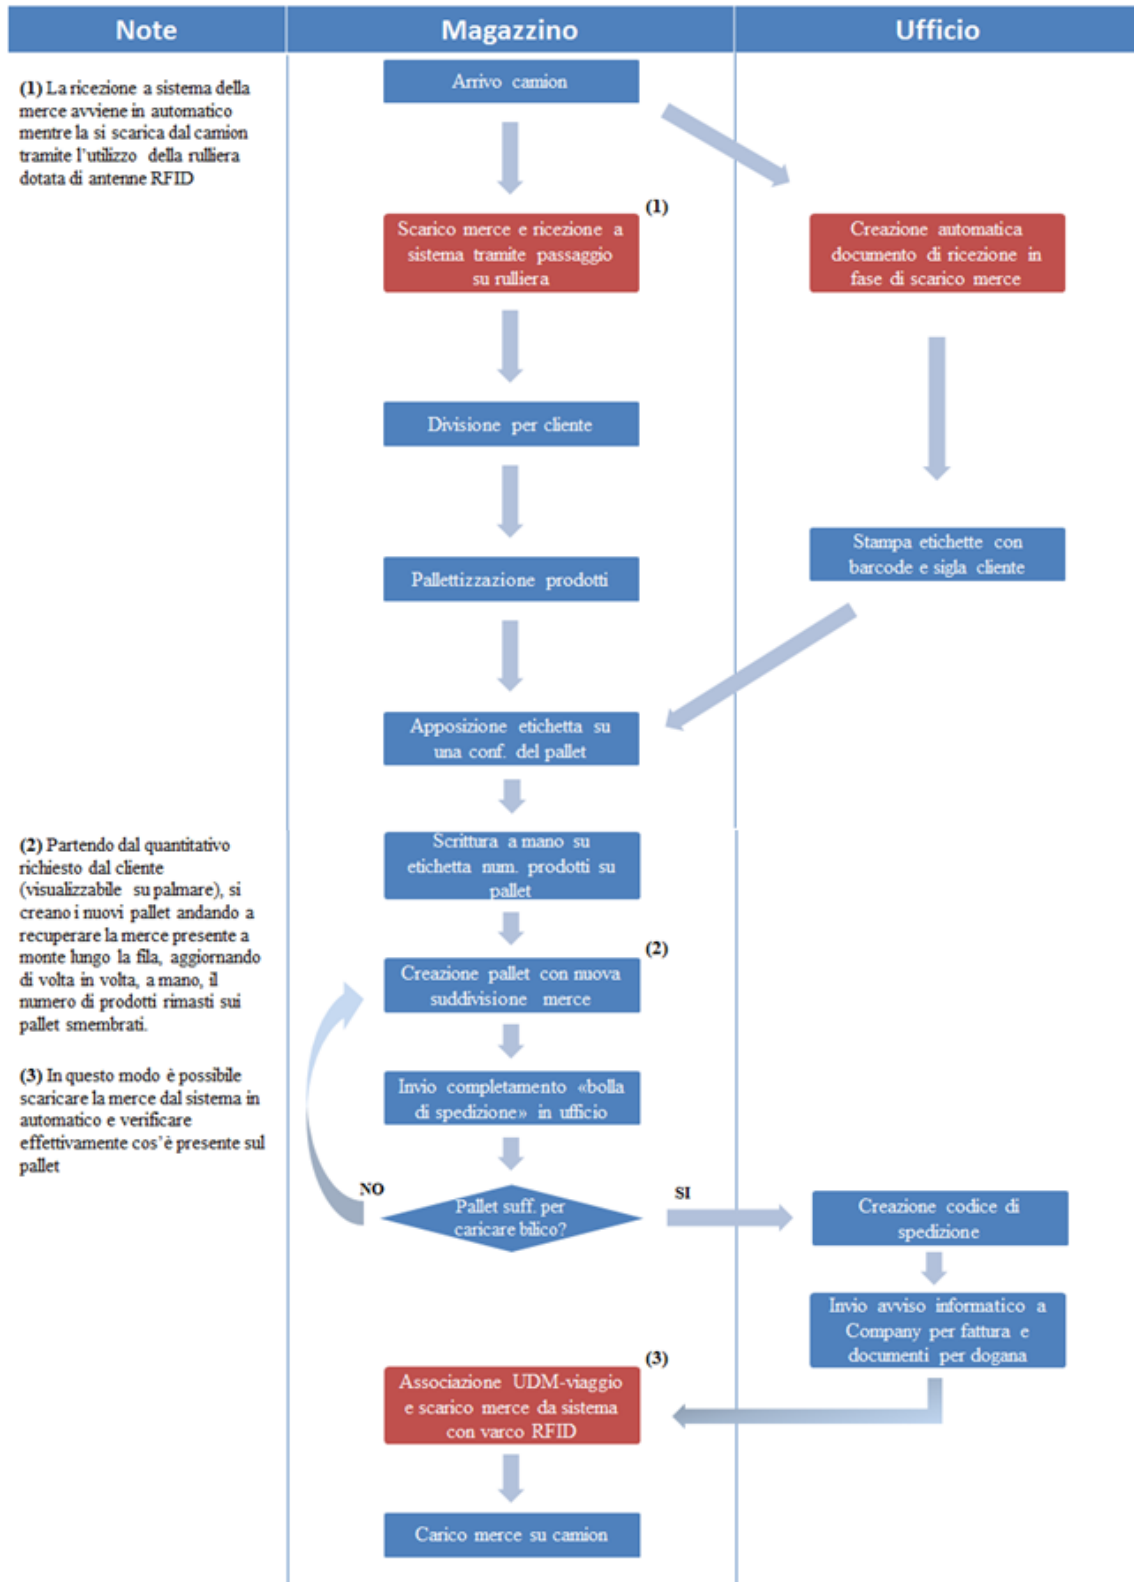 Note
Magazzino
Ufficio
(1) La ricezione a sistema della
merce avviene in automatico
mentre la si scarica dal camion
tramite l'utilizzo della rulliera
dotata di antenne RFID
Arrivo camion
(1)
Scarico merce e ricezione a
sistema tramite passaggio
su rulliera
Creazione automatica
documento di ricezione in
fase di scarico merce
Divisione per cliente
Pallettizzazione prodotti
Stampa etichette con
barcode e sigla cliente
Apposizione etichetta su
una conf. del pallet
Scrittura a mano su
etichetta num. prodotti su
pallet
(2) Partendo dal quantitativo
richiesto dal cliente
(visualizzabile su palmare), si
creano i nuovi pallet andando a
recuperare la merce presente a
monte lungo la fila, aggiornando
di volta in volta, a mano, il
numero di prodotti rimasti sui
pallet smembrati.
(2)
Creazione pallet con nuova
suddivisione merce
(3) In questo modo è possibile
scaricare la merce dal sistema in
automatico e verificare
effettivamente cos'è presente sul
pallet
Invio completamento «bolla
di spedizione» in ufficio
NO
Pallet suff. per
caricare bilico?
SI
Creazione codice di
spedizione
Invio avviso informatico a
Company per fattura e
documenti per dogana
(3)
Associazione UDM-viaggio
e scarico merce da sistema
con varco RFID
Carico merce su camion